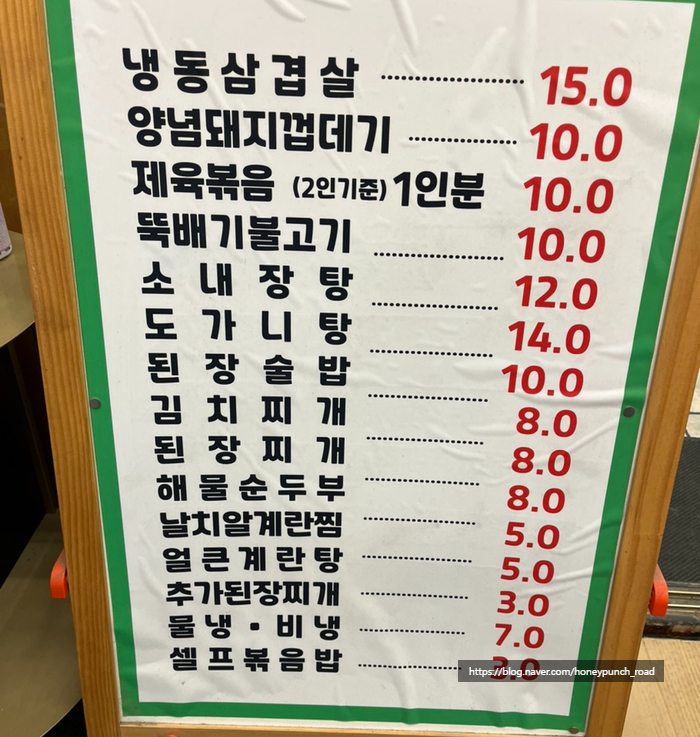 냉동삼겹살 15.0
양념돼지껍데기 10.0
제육볶음 (2인기준) 1인분 10.0
뚝배기불고기 10.0
소내장탕 12.0
도가니탕 14.0
된장술밥 10.0
김치찌개 8.0
된장찌개 8.0
해물순두부 8.0
날치알계란찜 5.0
얼큰계란탕 5.0
추가된장찌개 3.0
물냉·비냉 7.0
셀프볶음밥 3.0
https://blog.naver.com/honeypunch_road